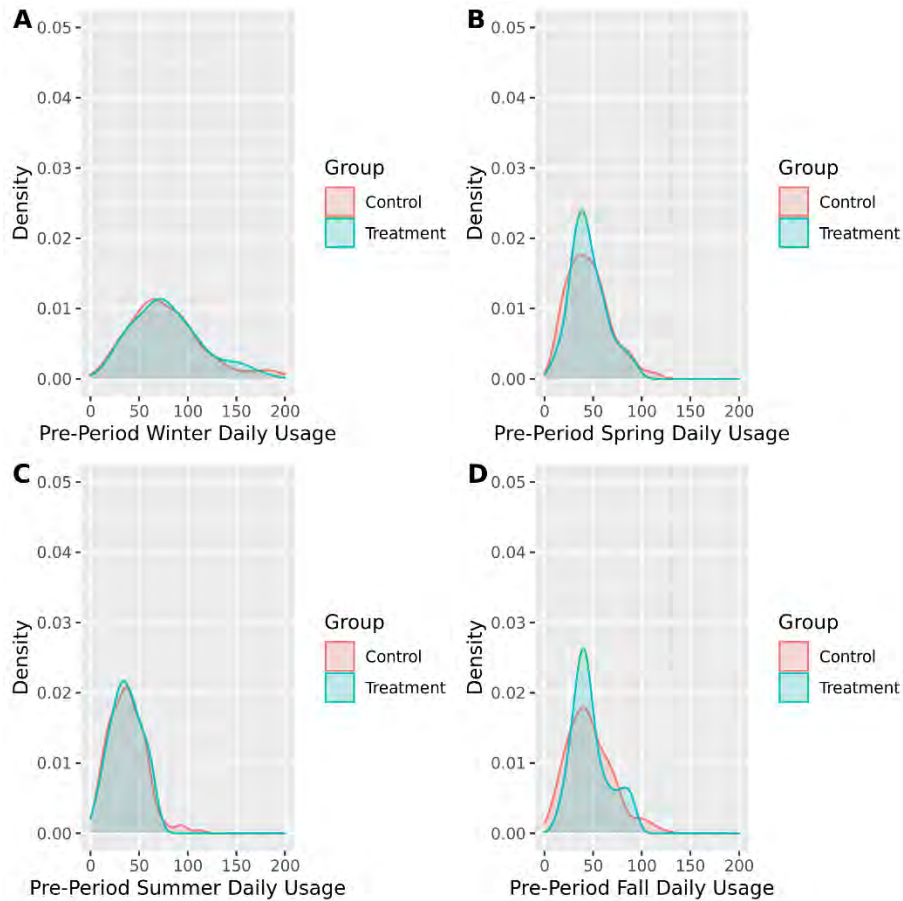 A
B
0.05
0.04
0.03
0.02
0.01
0.00
Density
0 50 100 150 200
Pre-Period Winter Daily Usage
Group
Control
Treatment
0.05
0.04
0.03
0.02
0.01
0.00
Density
0 50 100 150 200
Pre-Period Spring Daily Usage
Group
Control
Treatment
C
D
0.05
0.04
0.03
0.02
0.01
0.00
Density
0 50 100 150 200
Pre-Period Summer Daily Usage
Group
Control
Treatment
0.05
0.04
0.03
0.02
0.01
0.00
Density
0 50 100 150 200
Pre-Period Fall Daily Usage
Group
Control
Treatment